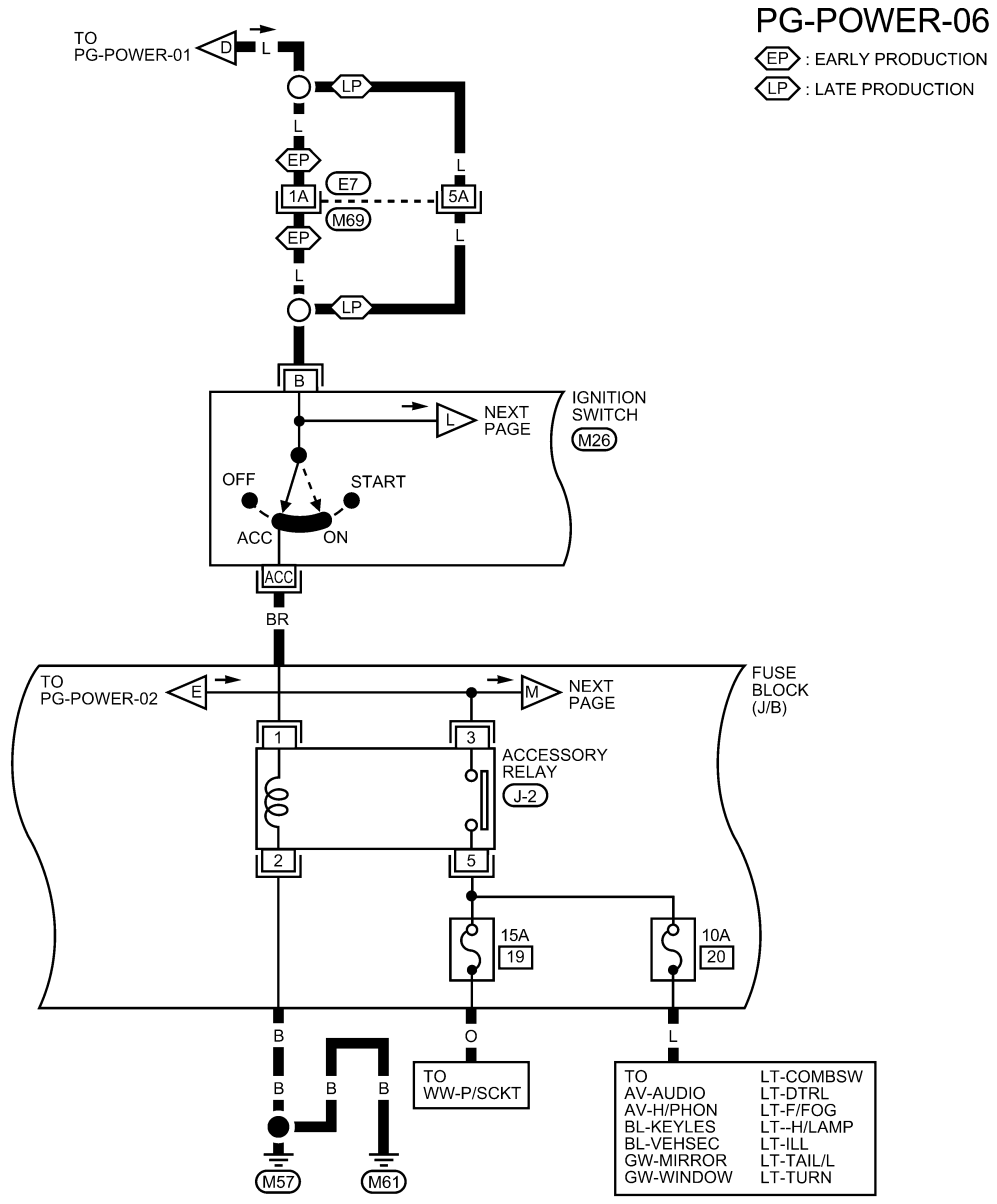 PG-POWER-06
EP : EARLY PRODUCTION
LP : LATE PRODUCTION
TO
PG-POWER-01
D
L
LP
L
L
EP
1A
E7
5A
M69
EP
L
L
LP
B
IGNITION
SWITCH
M26
L
NEXT
PAGE
OFF
START
ACC
ON
ACC
BR
FUSE
BLOCK
(J/B)
TO
PG-POWER-02
E
M
NEXT
PAGE
1
3
ACCESSORY
RELAY
J-2
2
5
15A
19
10A
20
B
O
L
B
B
B
M57
M61
TO
WW-P/SCKT
TO
AV-AUDIO
AV-H/PHON
BL-KEYLES
BL-VEHSEC
GW-MIRROR
GW-WINDOW
LT-COMBSW
LT-DTRL
LT-F/FOG
LT--H/LAMP
LT-ILL
LT-TAIL/L
LT-TURN